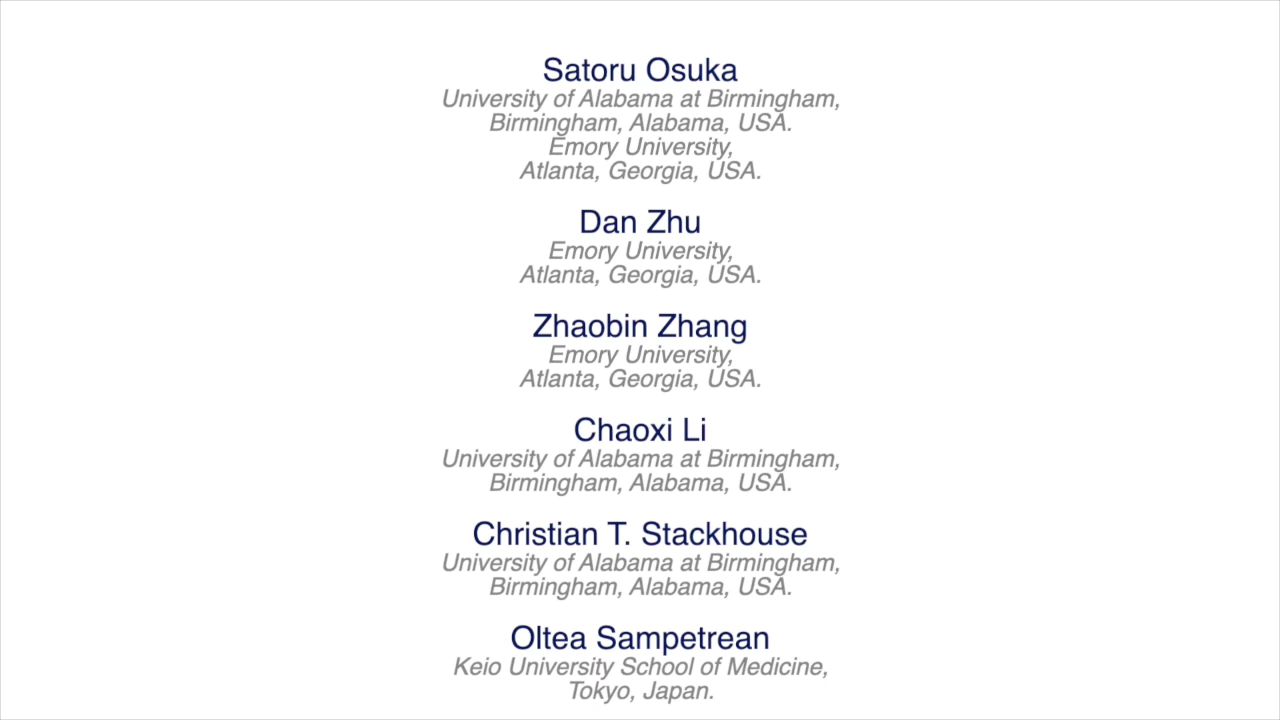 Satoru Osuka
University of Alabama at Birmingham,
Birmingham, Alabama, USA.
Emory University,
Atlanta, Georgia, USA.
Dan Zhu
Emory University,
Atlanta, Georgia, USA.
Zhaobin Zhang
Emory University,
Atlanta, Georgia, USA.
Chaoxi Li
University of Alabama at Birmingham,
Birmingham, Alabama, USA.
Christian T. Stackhouse
University of Alabama at Birmingham,
Birmingham, Alabama, USA.
Oltea Sampetrean
Keio University School of Medicine,
Tokyo, Japan.